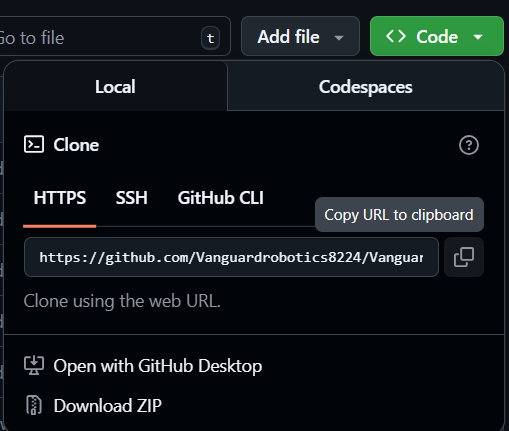 Go to file t Add file Code
Local Codespaces
Clone
HTTPS SSH GitHub CLI
Copy URL to clipboard
https://github.com/Vanguardrobotics8224/Vanguar
Clone using the web URL.
Open with GitHub Desktop
Download ZIP